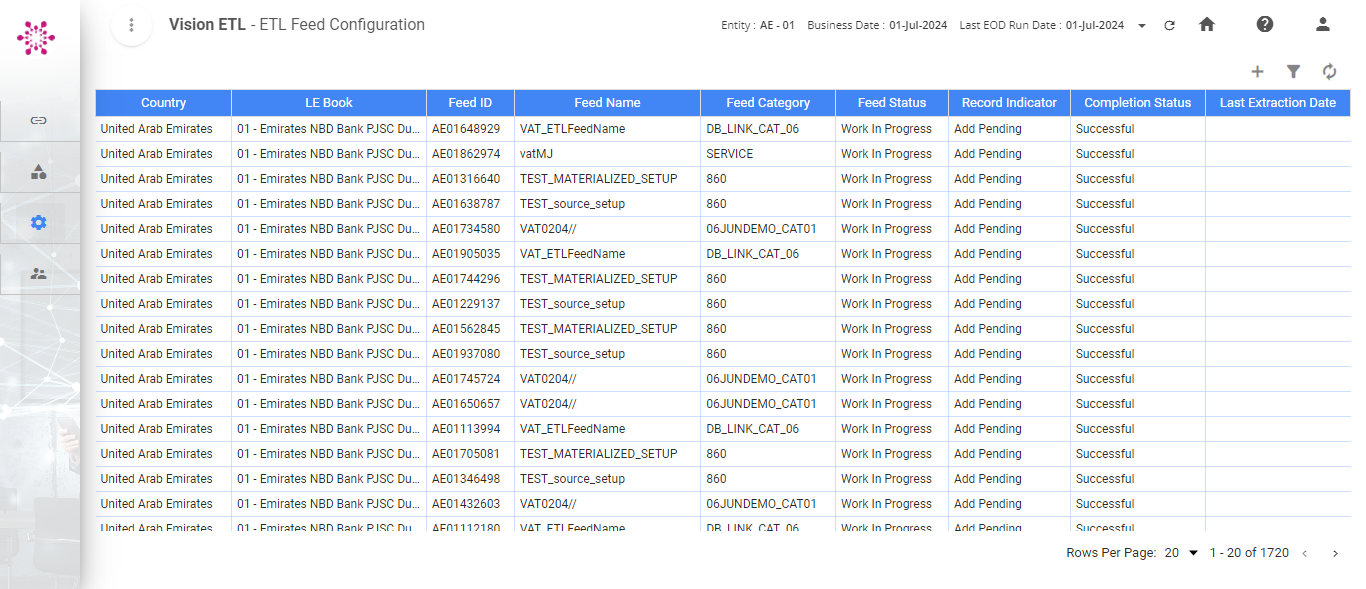 Vision ETL - ETL Feed Configuration Entity : AE - 01 Business Date : 01-Jul-2024 Last EOD Run Date : 01-Jul-2024
Country LE Book Feed ID Feed Name Feed Category Feed Status Record Indicator Completion Status Last Extraction Date
United Arab Emirates 01 - Emirates NBD Bank PJSC Du... AE01648929 VAT_ETLFeedName DB_LINK_CAT_06 Work In Progress Add Pending Successful
United Arab Emirates 01 - Emirates NBD Bank PJSC Du... AE01862974 vatMJ SERVICE Work In Progress Add Pending Successful
United Arab Emirates 01 - Emirates NBD Bank PJSC Du... AE01316640 TEST_MATERIALIZED_SETUP 860 Work In Progress Add Pending Successful
United Arab Emirates 01 - Emirates NBD Bank PJSC Du... AE01638787 TEST_source_setup 860 Work In Progress Add Pending Successful
United Arab Emirates 01 - Emirates NBD Bank PJSC Du... AE01734580 VAT0204// 06JUNDEMO_CAT01 Work In Progress Add Pending Successful
United Arab Emirates 01 - Emirates NBD Bank PJSC Du... AE01905035 VAT_ETLFeedName DB_LINK_CAT_06 Work In Progress Add Pending Successful
United Arab Emirates 01 - Emirates NBD Bank PJSC Du... AE01744296 TEST_MATERIALIZED_SETUP 860 Work In Progress Add Pending Successful
United Arab Emirates 01 - Emirates NBD Bank PJSC Du... AE01229137 TEST_source_setup 860 Work In Progress Add Pending Successful
United Arab Emirates 01 - Emirates NBD Bank PJSC Du... AE01562845 TEST_MATERIALIZED_SETUP 860 Work In Progress Add Pending Successful
United Arab Emirates 01 - Emirates NBD Bank PJSC Du... AE01937080 TEST_source_setup 860 Work In Progress Add Pending Successful
United Arab Emirates 01 - Emirates NBD Bank PJSC Du... AE01745724 VAT0204// 06JUNDEMO_CAT01 Work In Progress Add Pending Successful
United Arab Emirates 01 - Emirates NBD Bank PJSC Du... AE01650657 VAT0204// 06JUNDEMO_CAT01 Work In Progress Add Pending Successful
United Arab Emirates 01 - Emirates NBD Bank PJSC Du... AE01113994 VAT_ETLFeedName DB_LINK_CAT_06 Work In Progress Add Pending Successful
United Arab Emirates 01 - Emirates NBD Bank PJSC Du... AE01705081 TEST_MATERIALIZED_SETUP 860 Work In Progress Add Pending Successful
United Arab Emirates 01 - Emirates NBD Bank PJSC Du... AE01346498 TEST_source_setup 860 Work In Progress Add Pending Successful
United Arab Emirates 01 - Emirates NBD Bank PJSC Du... AE01432603 VAT0204// 06JUNDEMO_CAT01 Work In Progress Add Pending Successful
United Arab Emirates 01 - Emirates NBD Bank PJSC Du... AE01112180 VAT_ETLFeedName DB_LINK_CAT_06 Work In Progress Add Pending Successful
Rows Per Page: 20 1 - 20 of 1720